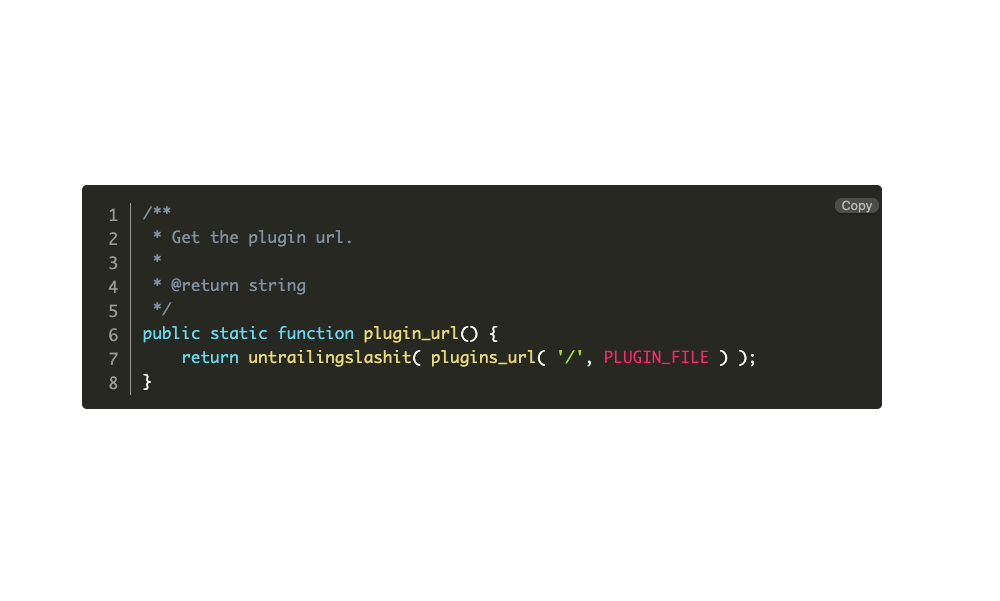 Copy
1 /**
2  * Get the plugin url.
3  *
4  * @return string
5  */
6 public static function plugin_url() {
7     return untrailingslashit( plugins_url( '/', PLUGIN_FILE ) );
8 }